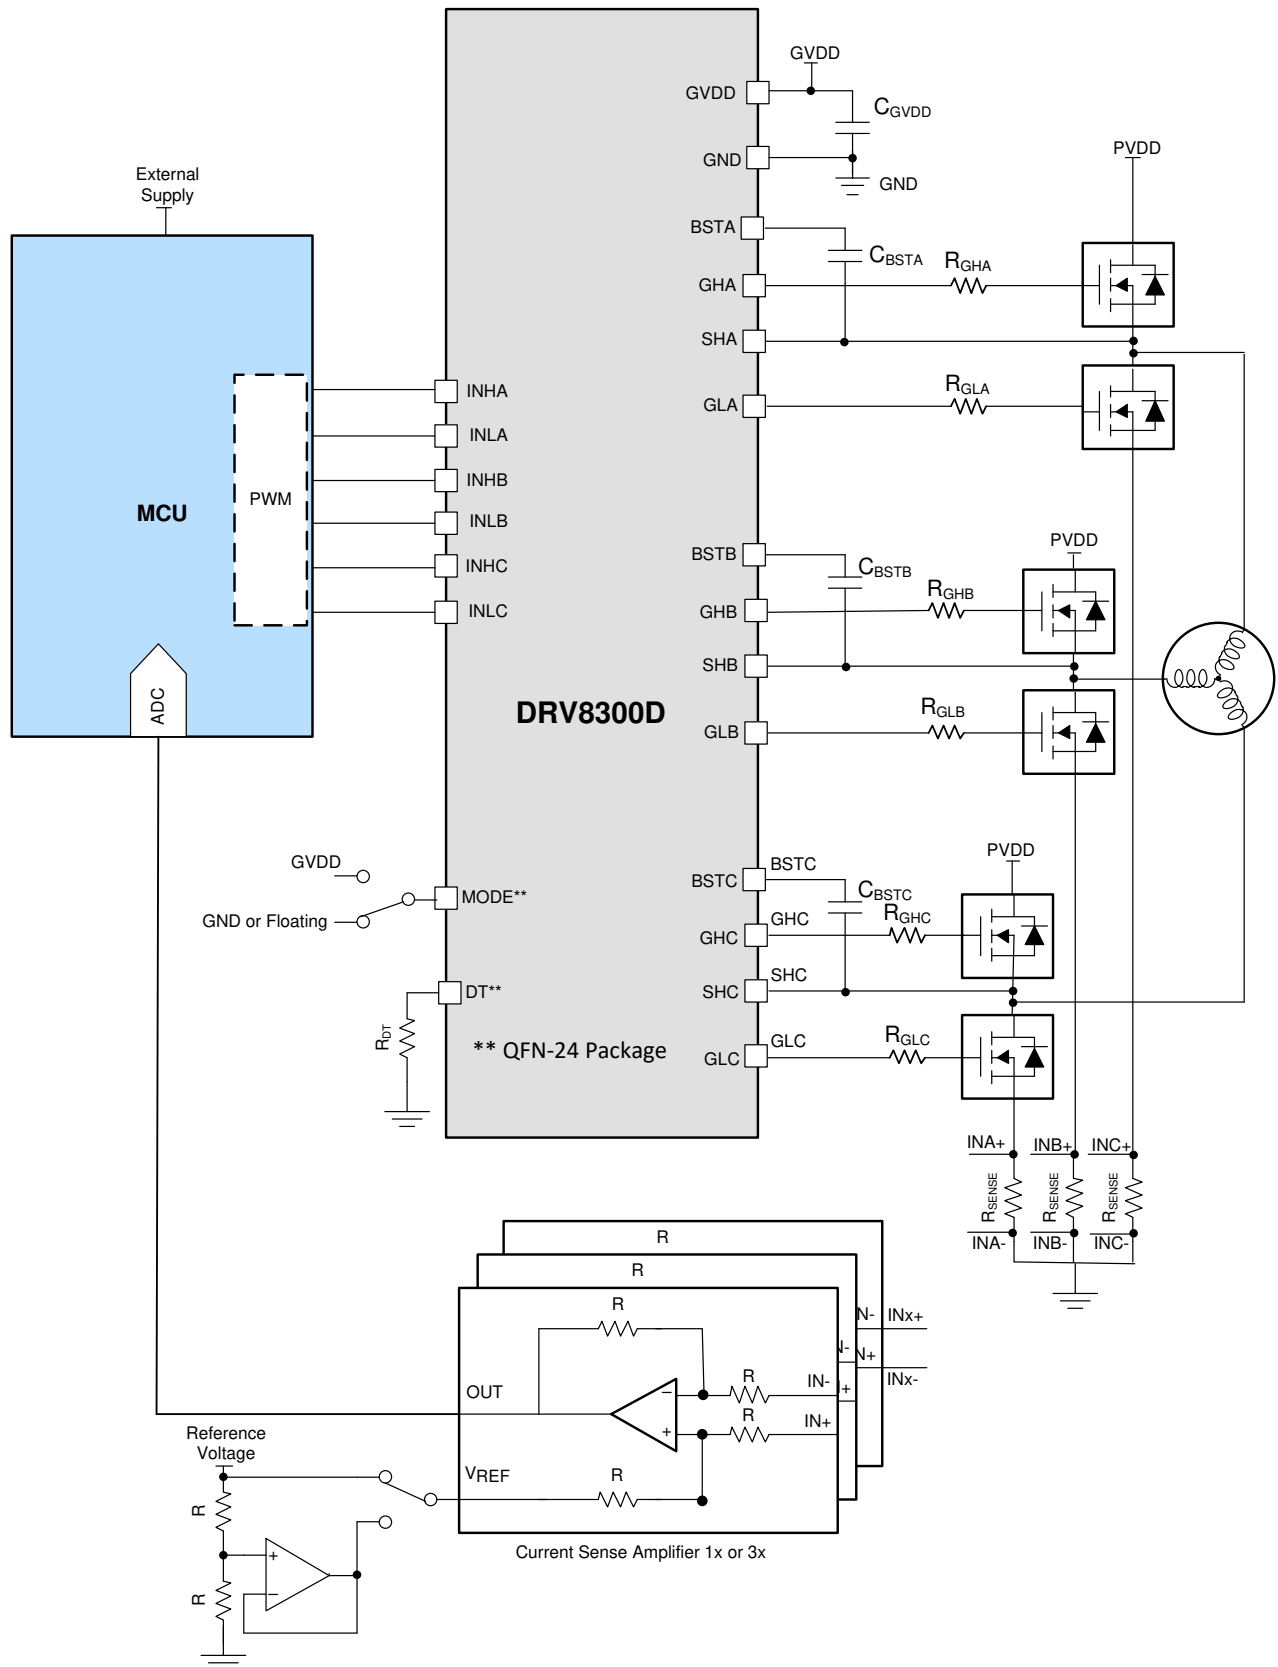 GVDD
GVDD
CGVDD
GND
GND
PVDD
External
Supply
BSTA
CBSTA
RGHA
GHA
SHA
RGLA
GLA
INHA
INLA
INHB
INLB
INHC
INLC
PWM
MCU
ADC
PVDD
BSTB
CBSTB
RGHB
GHB
SHB
DRV8300D
RGLB
GLB
PVDD
BSTC
BSTC
CBSTC
GVDD
MODE**
GND or Floating
GHC
GHC
RGHC
SHC
SHC
DT**
RDT
** QFN-24 Package
GLC
GLC
RGLC
INA+
INB+
INC+
RSENSE
RSENSE
RSENSE
INA-
INB-
INC-
R
R
R
N-
INx+
N-
N+
INx-
OUT
R
IN-
+
R
IN+
−
+
Reference
Voltage
VREF
R
R
+
−
R
Current Sense Amplifier 1x or 3x